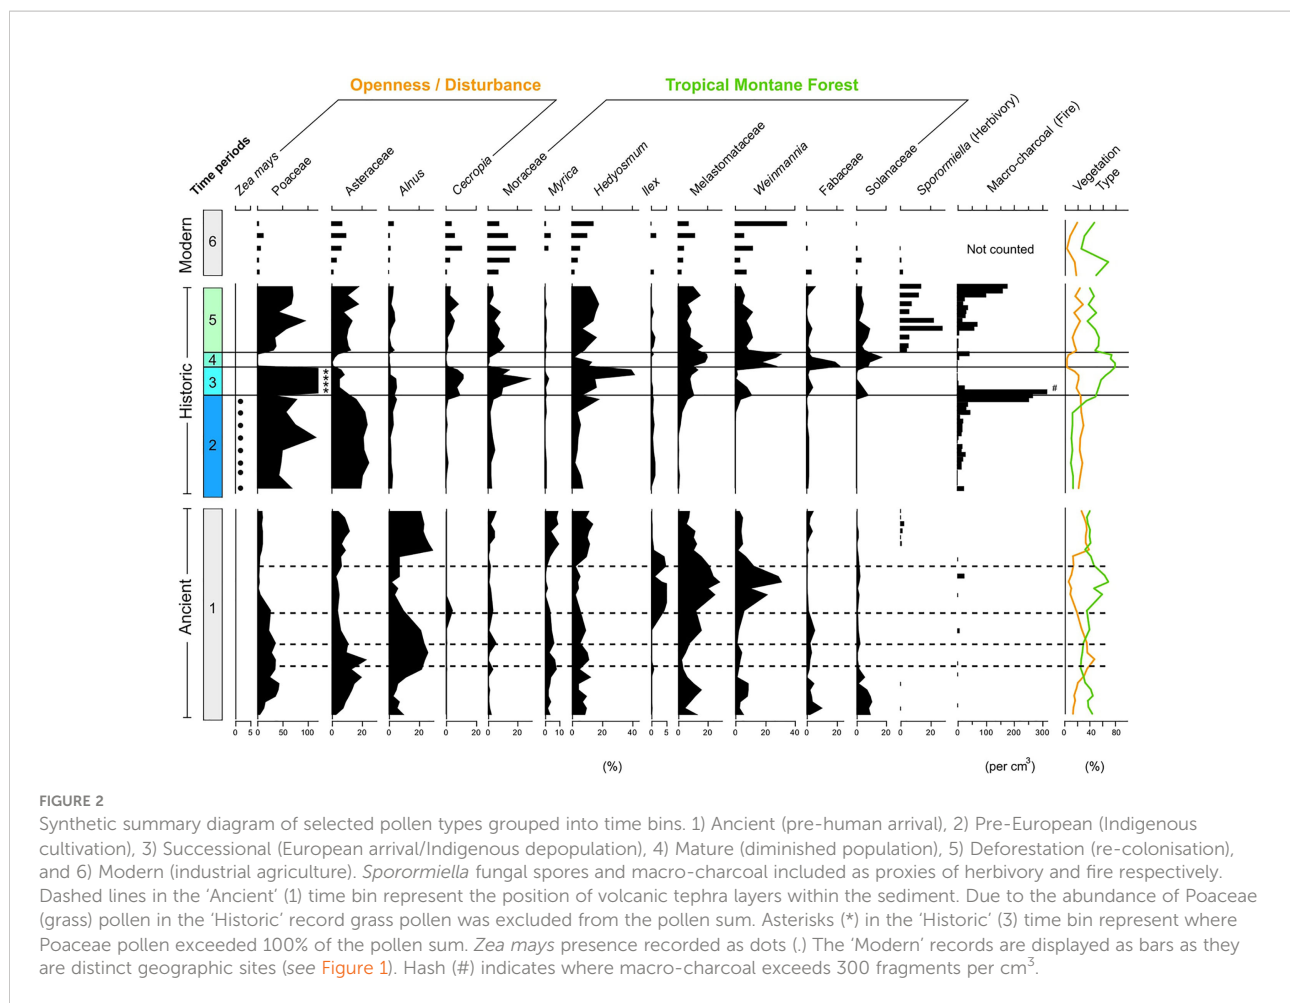 Openness / Disturbance
Tropical Montane Forest
Time periods
Zea mays
Poaceae
Asteraceae
Alnus
Cecropia
Moraceae
Myrica
Hedyosmum
Ilex
Melastomataceae
Weinmannia
Fabaceae
Solanaceae
Sporormiella (Herbivory)
Macro-charcoal (Fire)
Vegetation
Type
Modern
6
Not counted
Historic
5
4
3
****
#
2
Ancient
1
0 5 0 50 100 0 20 0 20 0 20 0 20 0 10 0 20 40 0 5 0 20 0 20 40 0 20 0 20 0 20 0 100 200 300 0 40 80
(%)
(per cm³)
(%)
FIGURE 2
Synthetic summary diagram of selected pollen types grouped into time bins. 1) Ancient (pre-human arrival), 2) Pre-European (Indigenous
cultivation), 3) Successional (European arrival/Indigenous depopulation), 4) Mature (diminished population), 5) Deforestation (re-colonisation),
and 6) Modern (industrial agriculture). Sporormiella fungal spores and macro-charcoal included as proxies of herbivory and fire respectively.
Dashed lines in the ‘Ancient’ (1) time bin represent the position of volcanic tephra layers within the sediment. Due to the abundance of Poaceae
(grass) pollen in the ‘Historic’ record grass pollen was excluded from the pollen sum. Asterisks (*) in the ‘Historic’ (3) time bin represent where
Poaceae pollen exceeded 100% of the pollen sum. Zea mays presence recorded as dots (.) The ‘Modern’ records are displayed as bars as they
are distinct geographic sites (see Figure 1). Hash (#) indicates where macro-charcoal exceeds 300 fragments per cm³.